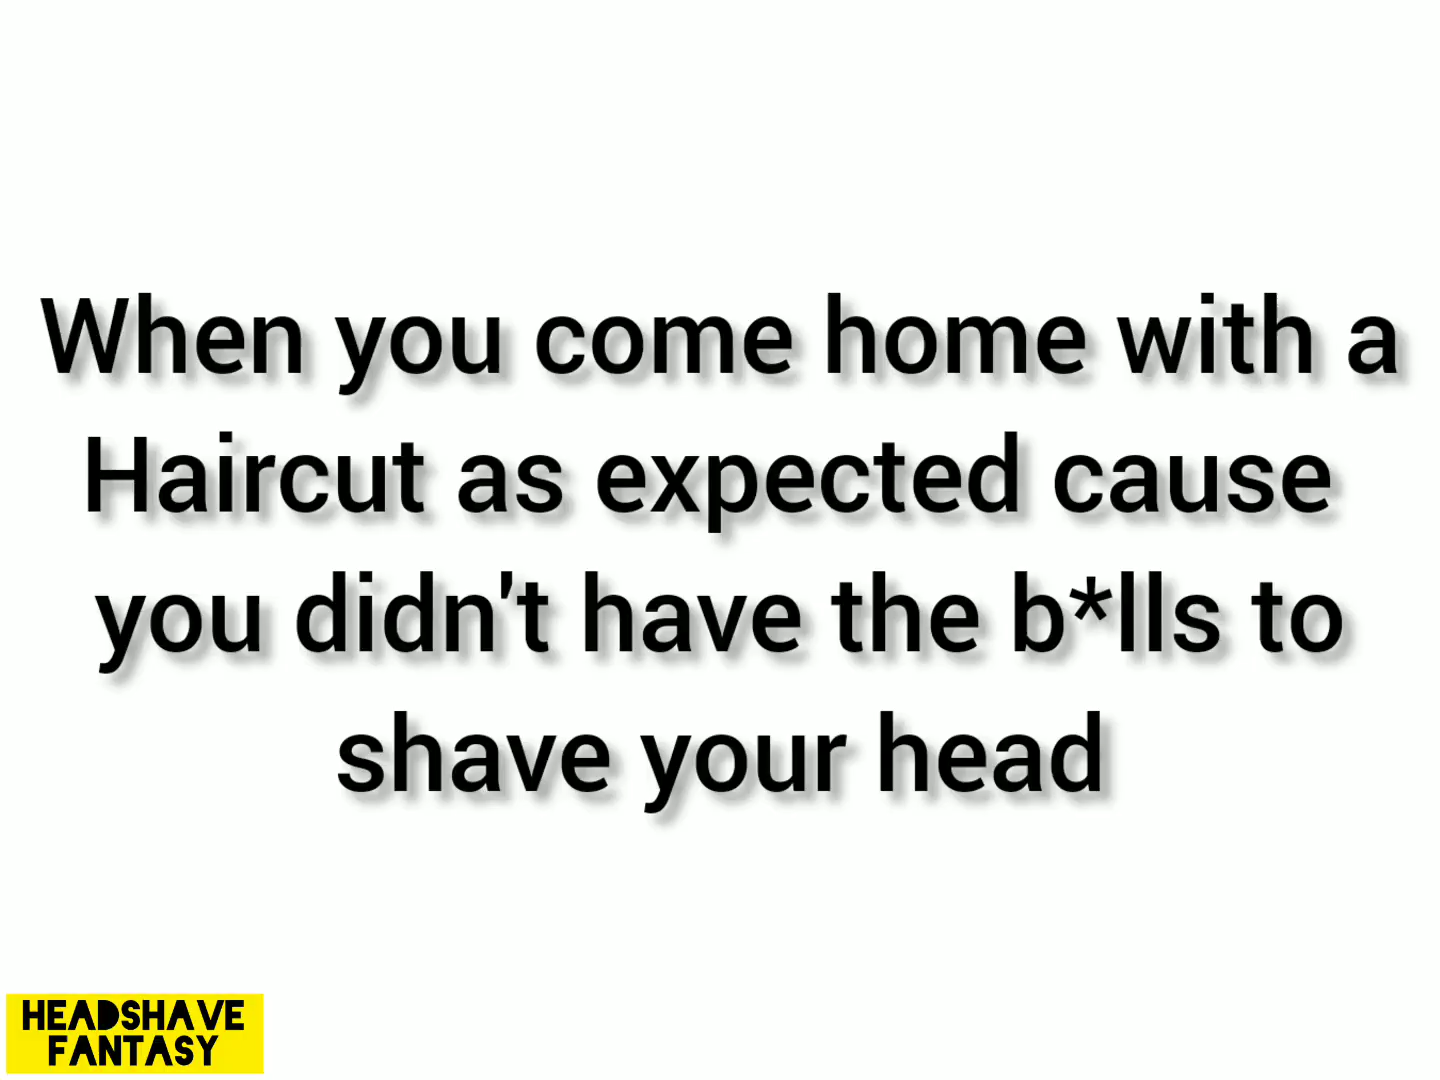 When you come home with a
Haircut as expected cause
you didn't have the b*lls to
shave your head
HEADSHAVE
FANTASY